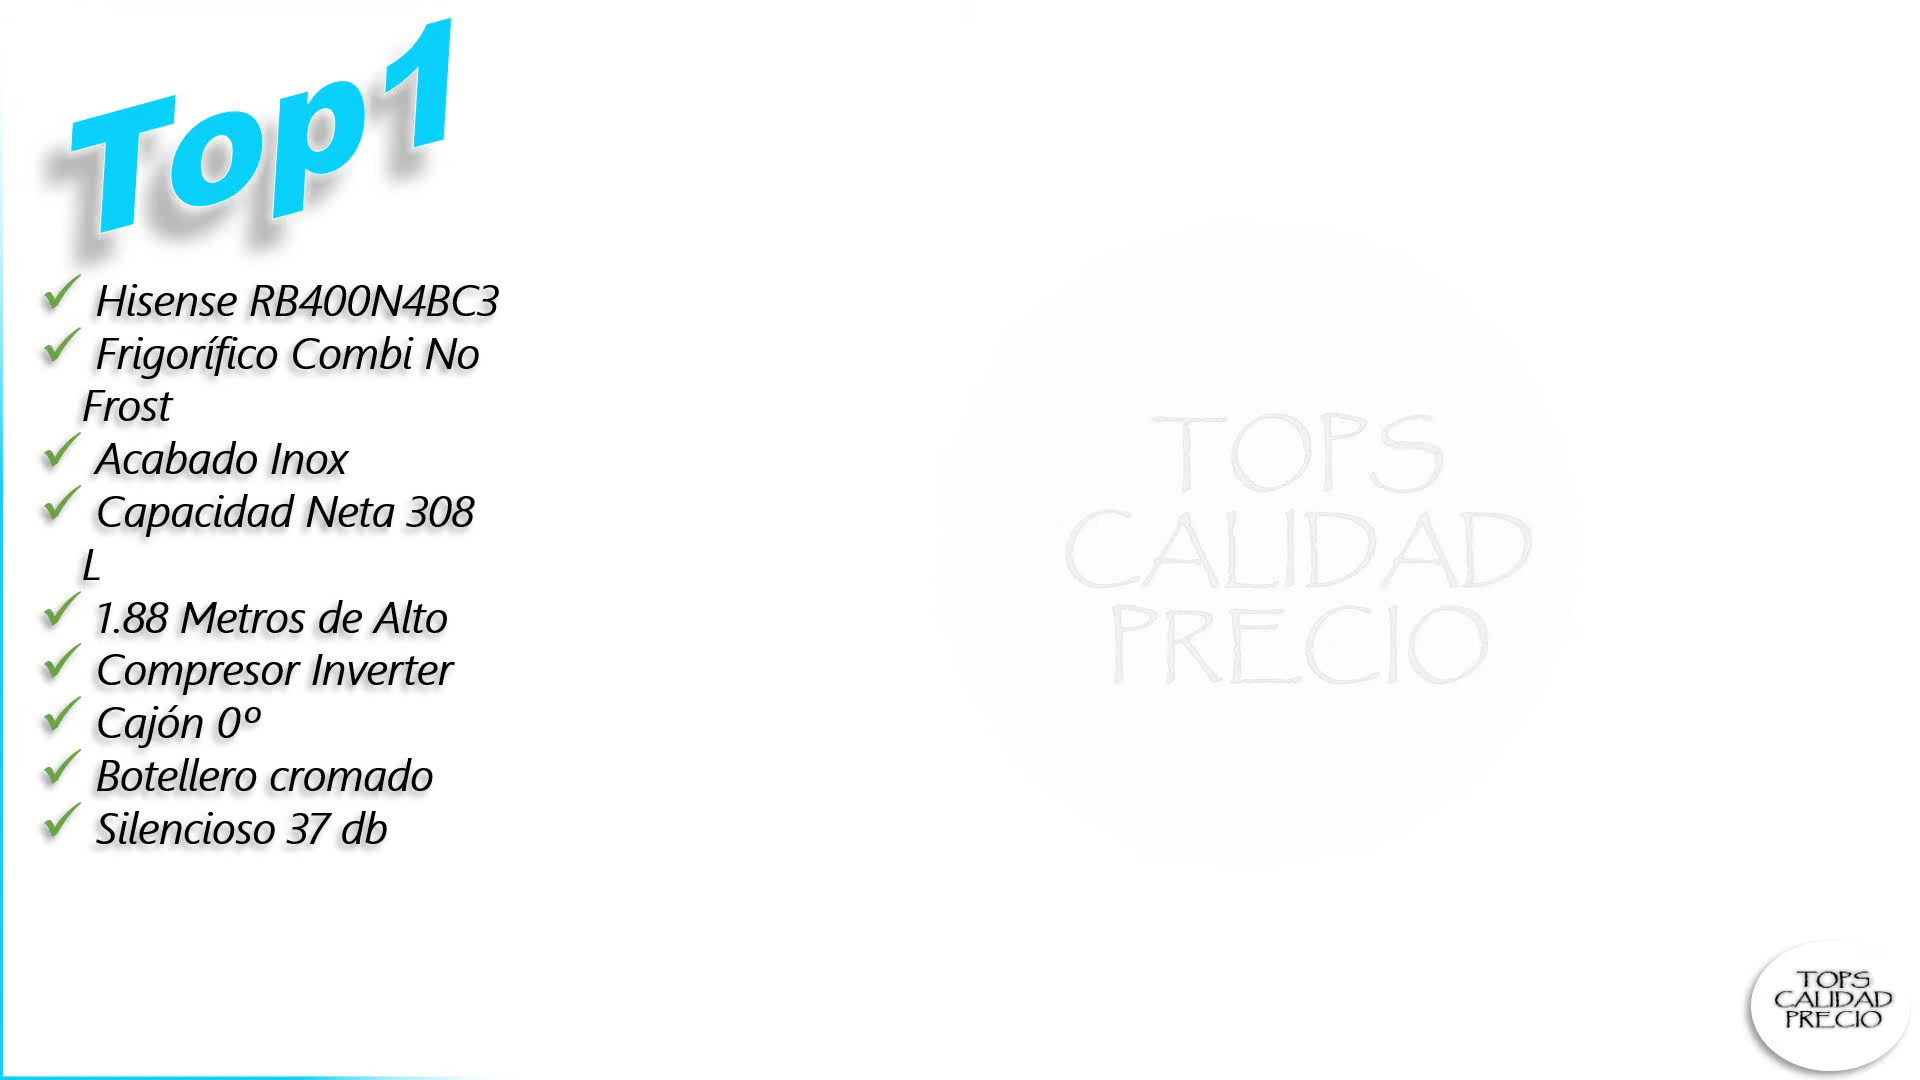 Top1
Hisense RB400N4BC3
Frigorífico Combi No
Frost
Acabado Inox
Capacidad Neta 308
L
1.88 Metros de Alto
Compresor Inverter
Cajón 0º
Botellero cromado
Silencioso 37 db
TOPS
CALIDAD
PRECIO
TOPS
CALIDAD
PRECIO